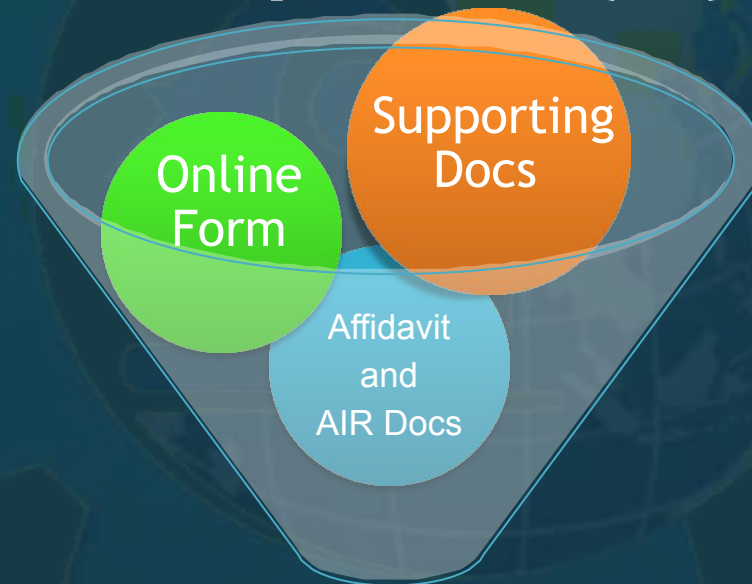 Online
Form
Supporting
Docs
Affidavit
and
AIR Docs